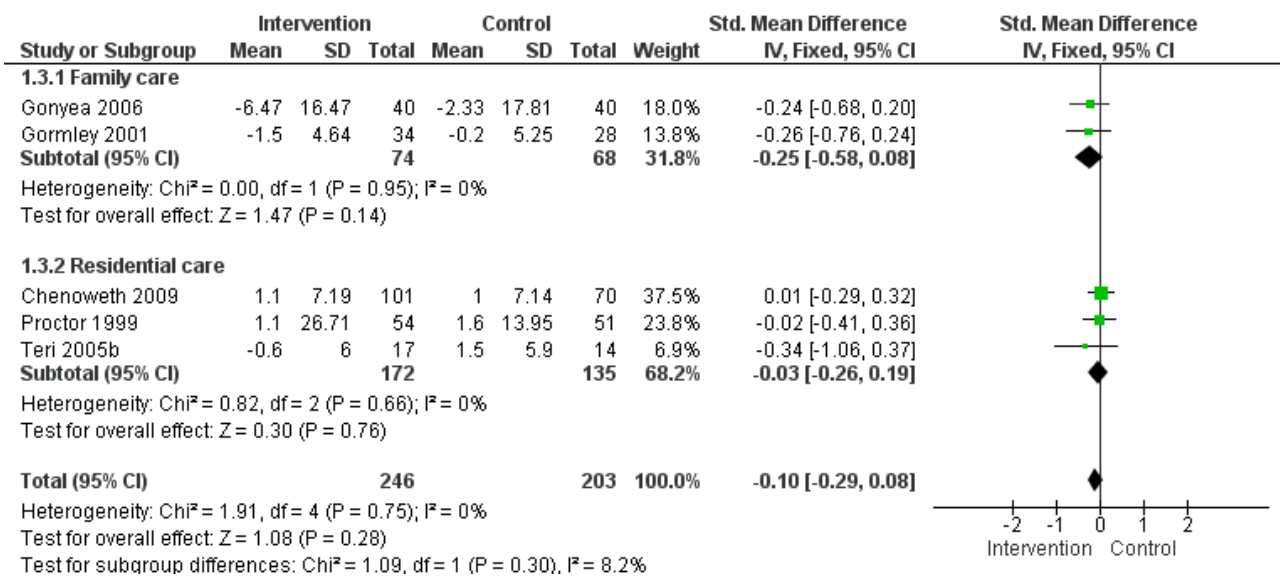 Intervention Control Std. Mean Difference Std. Mean Difference
Study or Subgroup Mean SD Total Mean SD Total Weight IV, Fixed, 95% CI IV, Fixed, 95% CI
1.3.1 Family care
Gonyea 2006 -6.47 16.47 40 -2.33 17.81 40 18.0% -0.24 [-0.68, 0.20]
Gormley 2001 -1.5 4.64 34 -0.2 5.25 28 13.8% -0.26 [-0.76, 0.24]
Subtotal (95% CI) 74 68 31.8% -0.25 [-0.58, 0.08]
Heterogeneity: Chi² = 0.00, df = 1 (P = 0.95); I² = 0%
Test for overall effect: Z = 1.47 (P = 0.14)
1.3.2 Residential care
Chenoweth 2009 1.1 7.19 101 1 7.14 70 37.5% 0.01 [-0.29, 0.32]
Proctor 1999 1.1 26.71 54 1.6 13.95 51 23.8% -0.02 [-0.41, 0.36]
Teri 2005b -0.6 6 17 1.5 5.9 14 6.9% -0.34 [-1.06, 0.37]
Subtotal (95% CI) 172 135 68.2% -0.03 [-0.26, 0.19]
Heterogeneity: Chi² = 0.82, df = 2 (P = 0.66); I² = 0%
Test for overall effect: Z = 0.30 (P = 0.76)
Total (95% CI) 246 203 100.0% -0.10 [-0.29, 0.08]
Heterogeneity: Chi² = 1.91, df = 4 (P = 0.75); I² = 0%
Test for overall effect: Z = 1.08 (P = 0.28)
Test for subgroup differences: Chi² = 1.09, df = 1 (P = 0.30), I² = 8.2%
-2 -1 0 1 2
Intervention Control